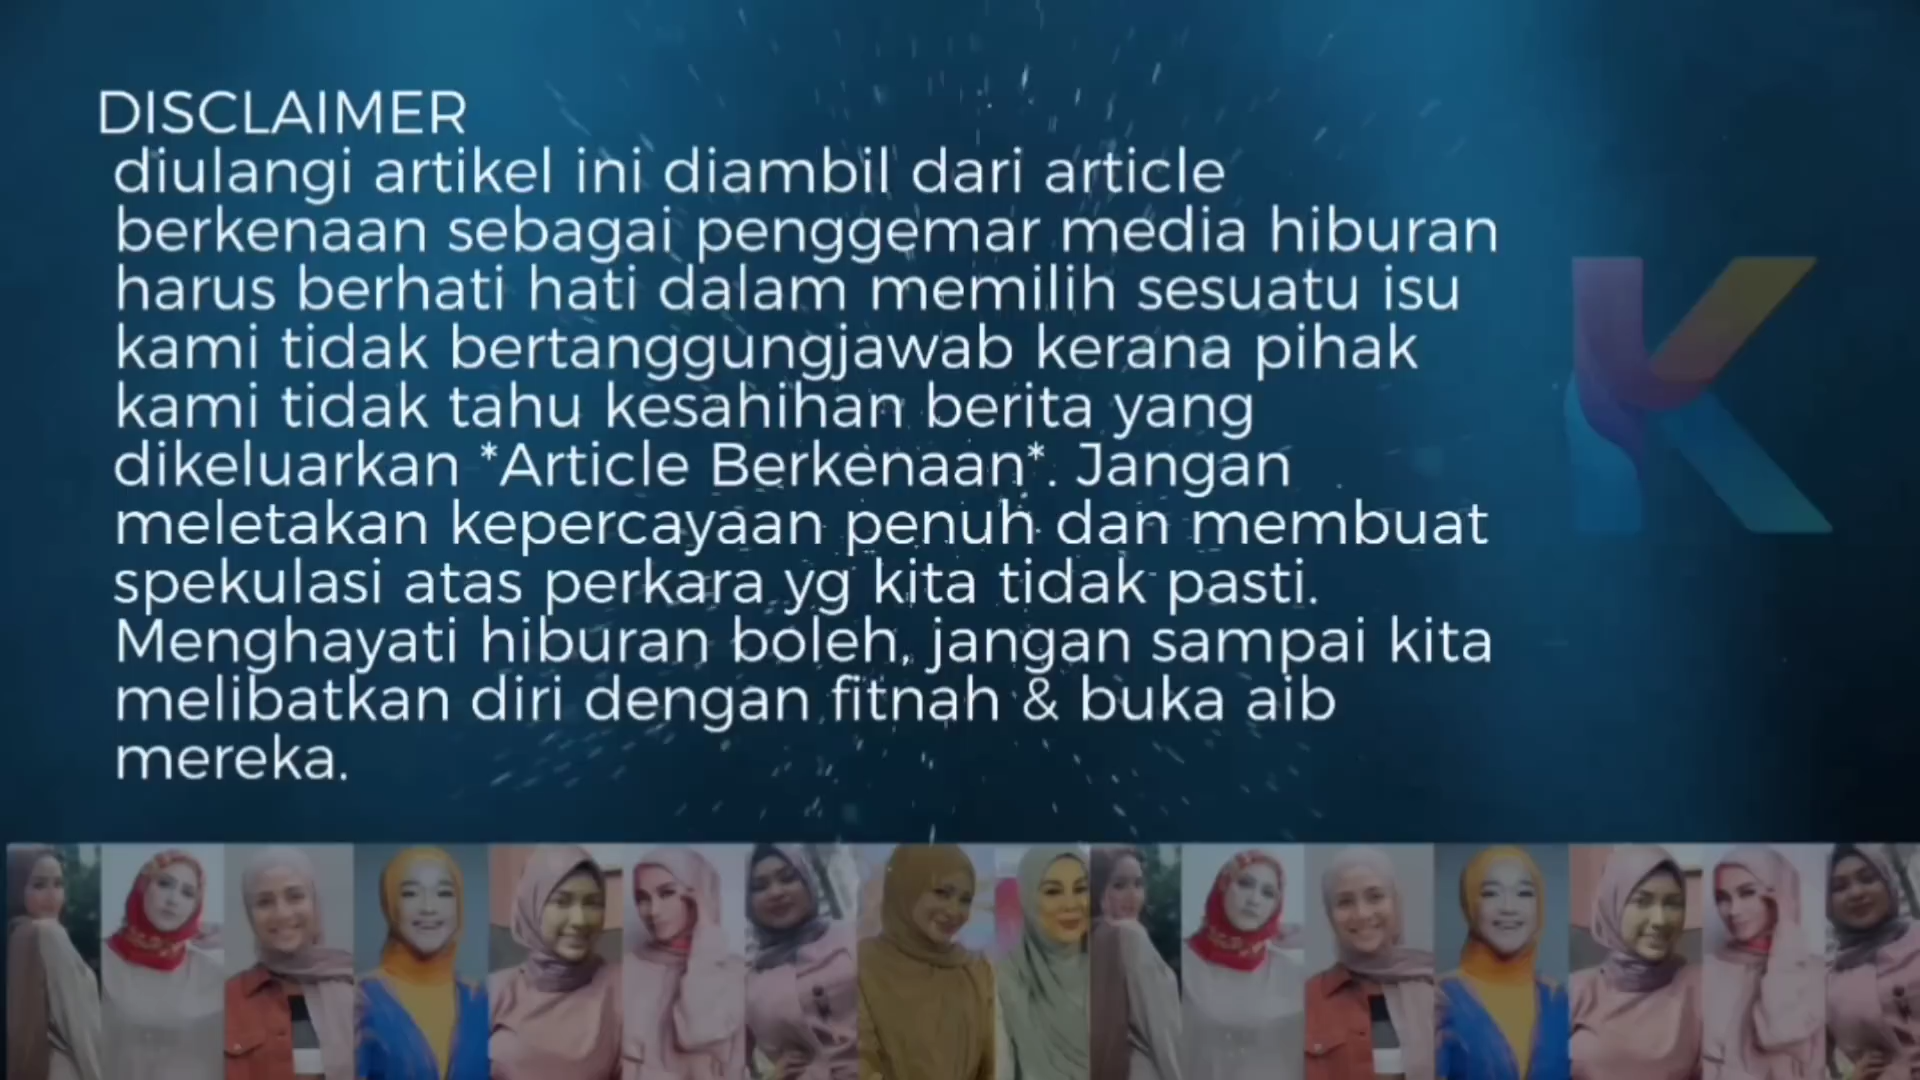 DISCLAIMER
diulangi artikel ini diambil dari article
berkenaan sebagai penggemar media hiburan
harus berhati hati dalam memilih sesuatu isu
kami tidak bertanggungjawab kerana pihak
kami tidak tahu kesahihan berita yang
dikeluarkan *Article Berkenaan*. Jangan
meletakan kepercayaan penuh dan membuat
spekulasi atas perkara yg kita tidak pasti.
Menghayati hiburan boleh, jangan sampai kita
melibatkan diri dengan fitnah & buka aib
mereka.
K